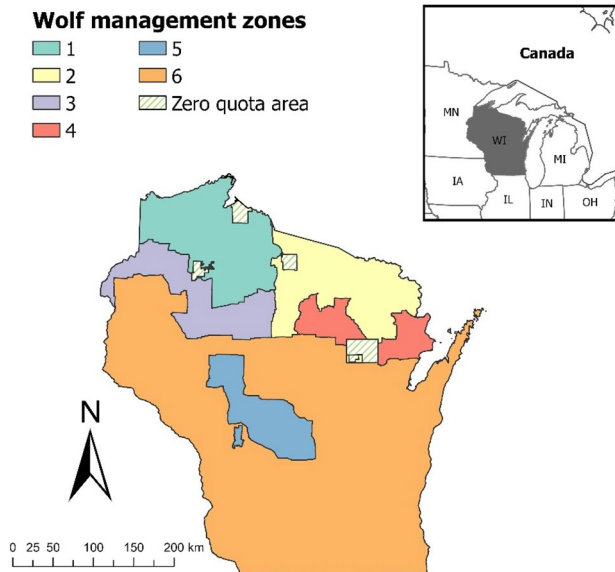 Wolf management zones
1 5
2 6
3 Zero quota area
4
Canada
MN
WI
MI
IA
IL IN OH
N
0 25 50 100 150 200 km